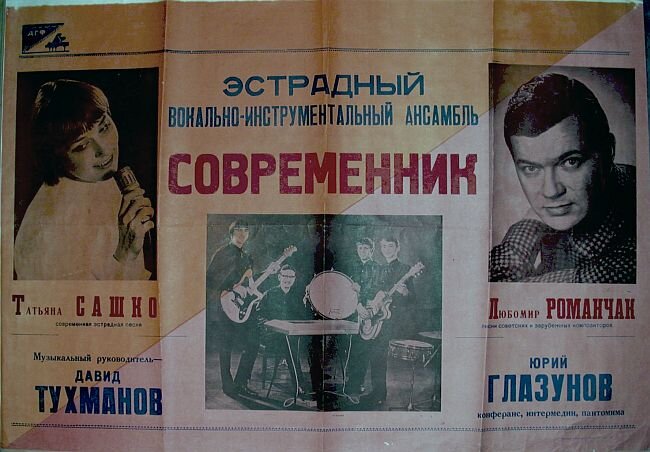 ДГФ
ЭСТРАДНЫЙ
ВОКАЛЬНО-ИНСТРУМЕНТАЛЬНЫЙ АНСАМБЛЬ
СОВРЕМЕННИК
Татьяна САШКО
современная эстрадная песня
Музыкальный руководитель—
ДАВИД
ТУХМАНОВ
Любомир РОМАНЧАК
песни советских и зарубежных композиторов
ЮРИЙ
ГЛАЗУНОВ
конферанс, интермедии, пантомима